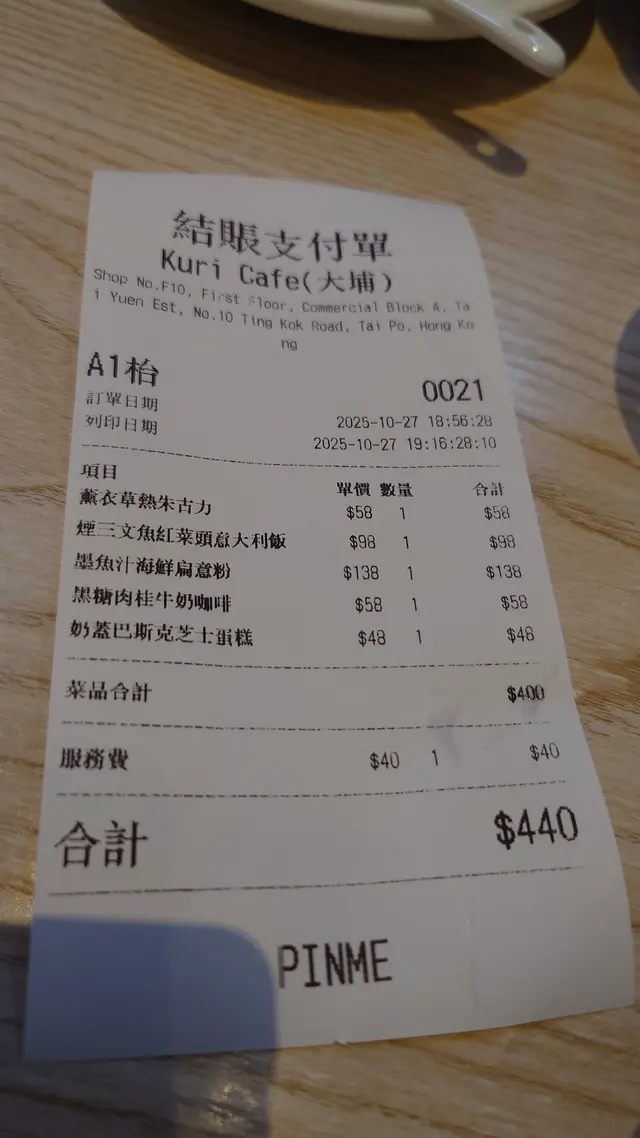 結賬支付單
Kuri Cafe(大埔)
Shop No.F10, First Floor, Commercial Block A, Ta
i Yuen Est, No.10 Ting Kok Road, Tai Po, Hong Ko
ng
A1枱 0021
訂單日期 2025-10-27 18:56:28
列印日期 2025-10-27 19:16:28:10
項目 單價 數量 合計
薰衣草熱朱古力 $58 1 $58
煙三文魚紅菜頭意大利飯 $98 1 $98
墨魚汁海鮮扁意粉 $138 1 $138
黑糖肉桂牛奶咖啡 $58 1 $58
奶蓋巴斯克芝士蛋糕 $48 1 $48
菜品合計 $400
服務費 $40 1 $40
合計 $440
PINME